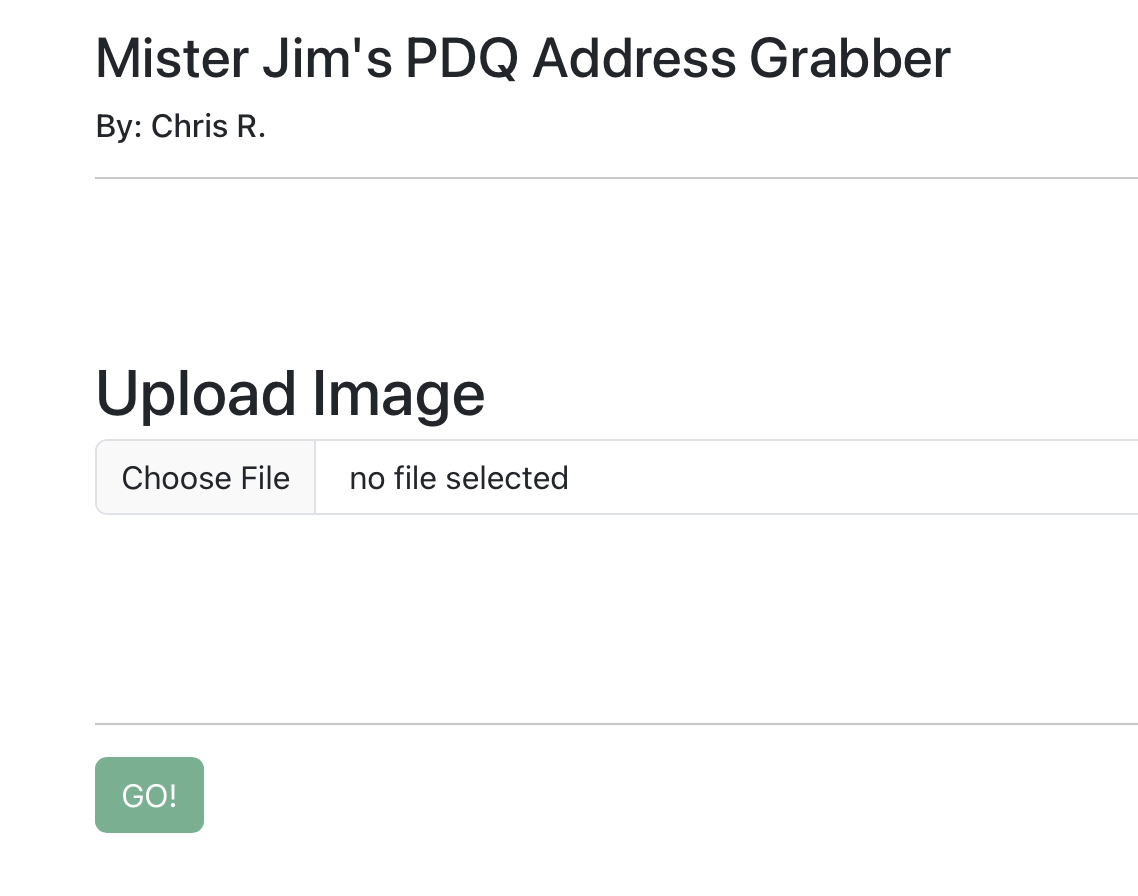 Mister Jim's PDQ Address Grabber
By: Chris R.
Upload Image
Choose File no file selected
GO!